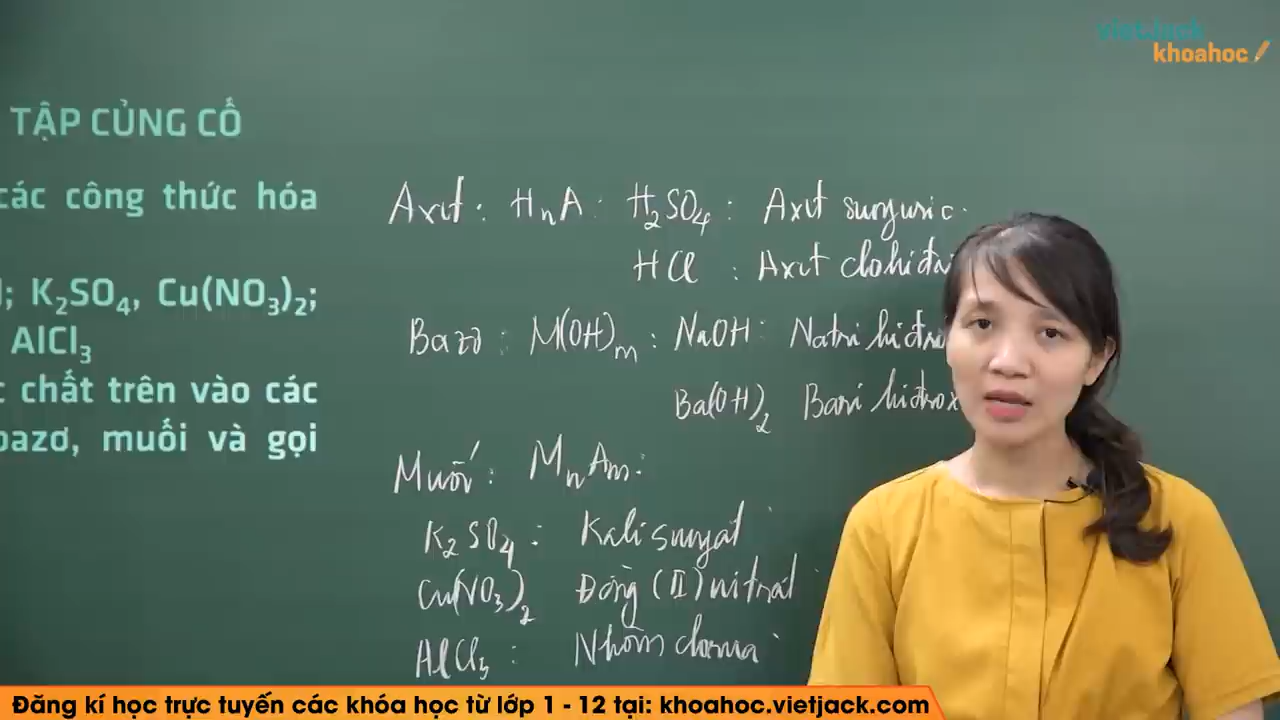 vietjack
khoahoc
TẬP CỦNG CỐ
các công thức hóa
; K₂SO₄, Cu(NO₃)₂;
AlCl₃
chất trên vào các
bazơ, muối và gọi
Axit: HₙA: H₂SO₄: Axit sunfuric.
HCl : Axit clohiđri
Bazơ : M(OH)ₘ : NaOH: Natri hiđro
Ba(OH)₂ Bari hiđrox
Muối: MₙAₘ:
K₂SO₄: Kali sunfat
Cu(NO₃)₂ Đồng (II) nitrat
AlCl₃ : Nhôm clorua
Đăng kí học trực tuyến các khóa học từ lớp 1 - 12 tại: khoahoc.vietjack.com